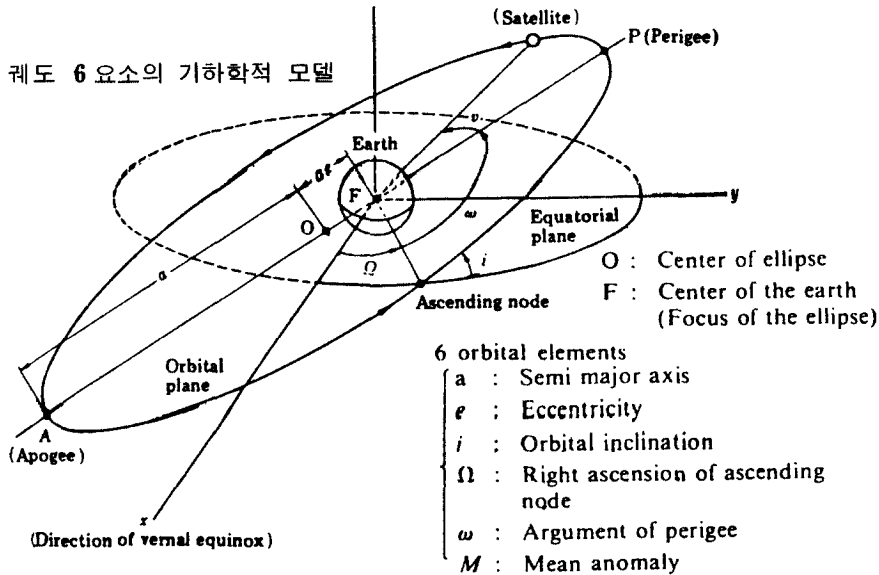 (Satellite)
P (Perigee)
궤도 6 요소의 기하학적 모델
υ
Earth
ae
F
y
ω
Equatorial
plane
O
Ω
i
a
Ascending node
O : Center of ellipse
F : Center of the earth
(Focus of the ellipse)
Orbital
plane
A
(Apogee)
x
(Direction of vernal equinox)
6 orbital elements
a : Semi major axis
e : Eccentricity
i : Orbital inclination
Ω : Right ascension of ascending
node
ω : Argument of perigee
M : Mean anomaly